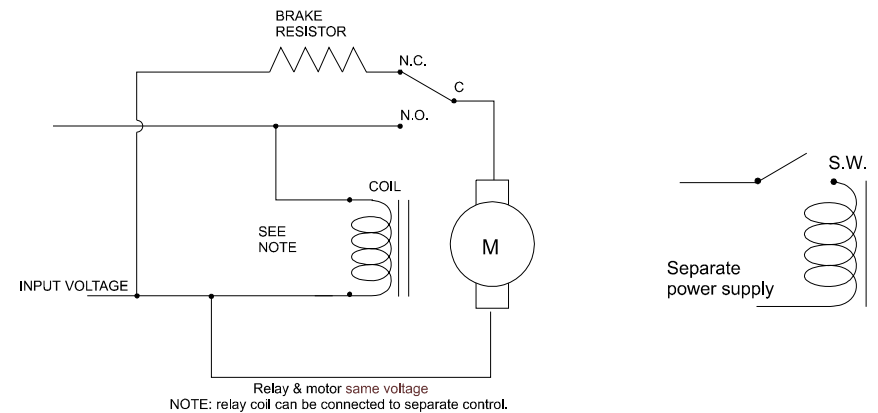 BRAKE
RESISTOR
N.C.
C
N.O.
COIL
SEE
NOTE
M
INPUT VOLTAGE
Relay & motor same voltage
NOTE: relay coil can be connected to separate control.
S.W.
Separate
power supply